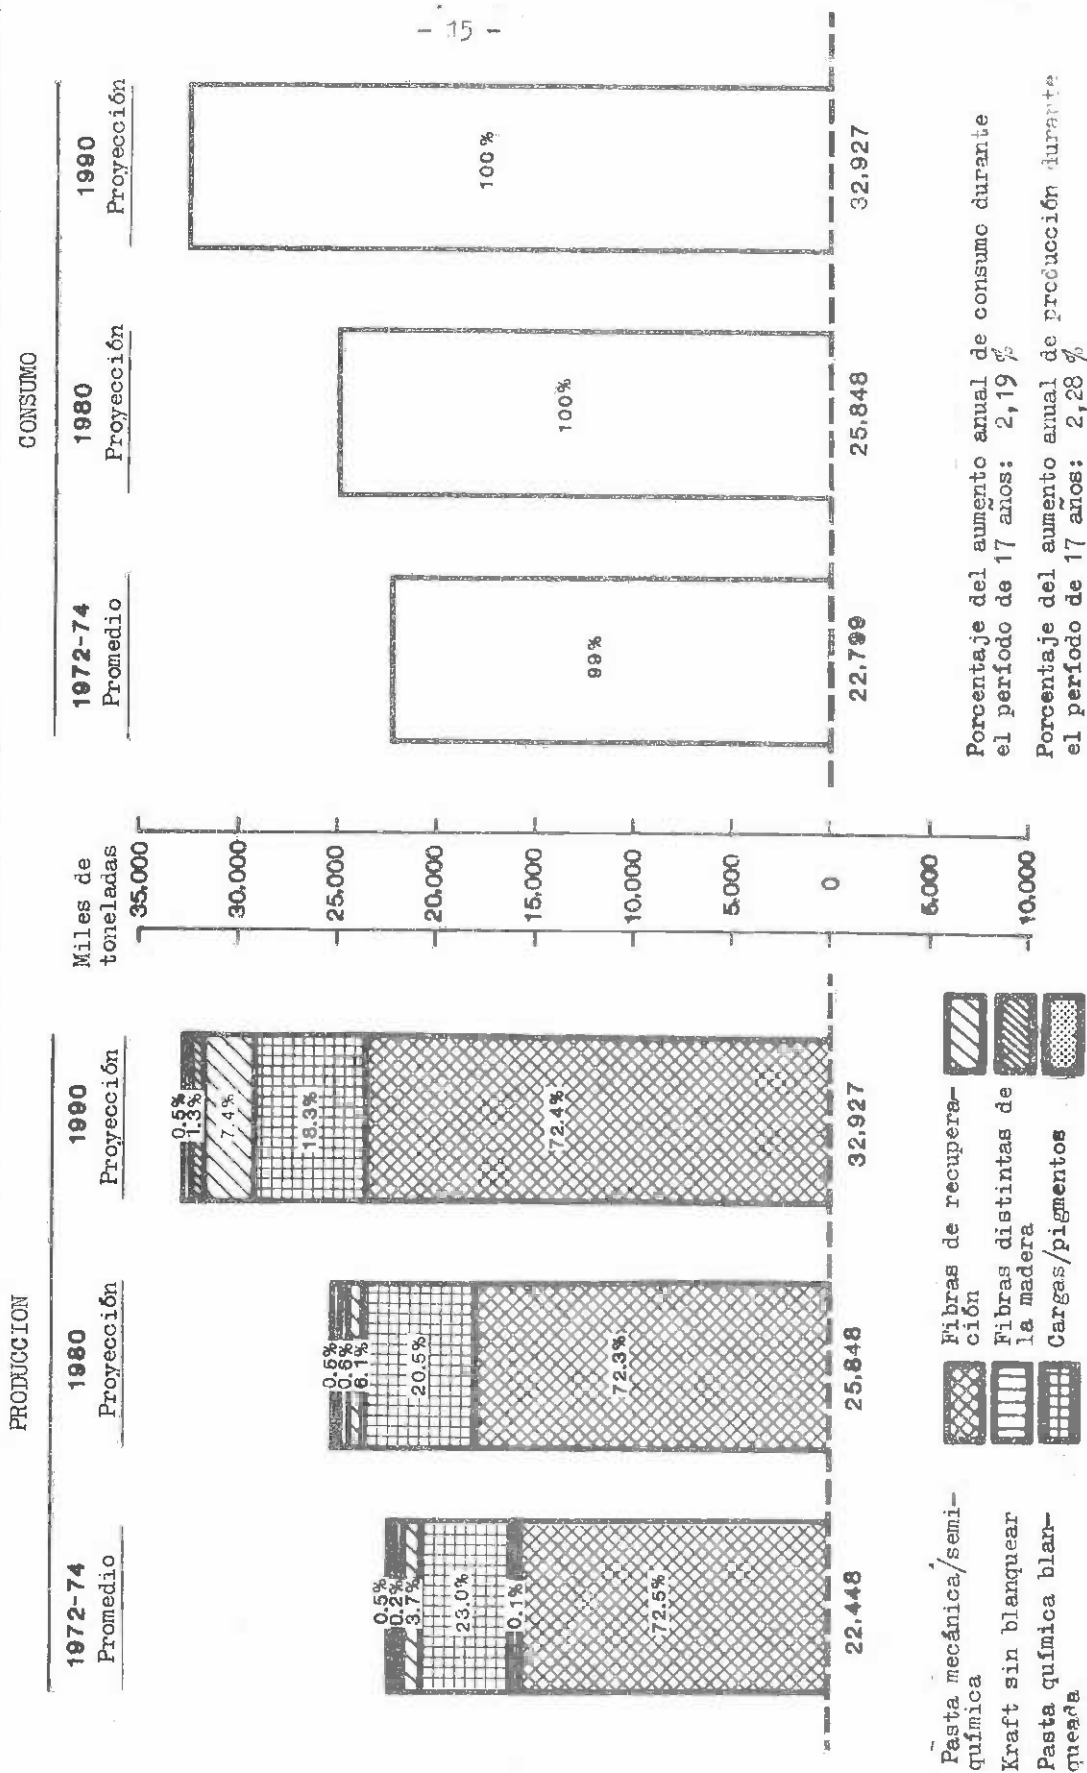 - 15 -
PRODUCCION
1972-74
Promedio
1980
Proyección
1990
Proyección
0.5%
0.2%
3.7%
23.0%
0.1%
72.5%
22.448
0.5%
0.6%
6.1%
20.5%
72.3%
25.848
0.5%
1.3%
7.4%
18.3%
72.4%
32.927
Miles de
toneladas
35.000
30.000
25.000
20.000
15.000
10.000
5.000
0
5.000
10.000
CONSUMO
1972-74
Promedio
1980
Proyección
1990
Proyección
99%
22.799
100%
25.848
100%
32.927
Pasta mecánica/semi-
química
Kraft sin blanquear
Pasta química blan-
queada
Fibras de recupera-
ción
Fibras distintas de
la madera
Cargas/pigmentos
Porcentaje del aumento anual de consumo durante
el período de 17 años: 2,19 %
Porcentaje del aumento anual de producción durante
el período de 17 años: 2,28 %